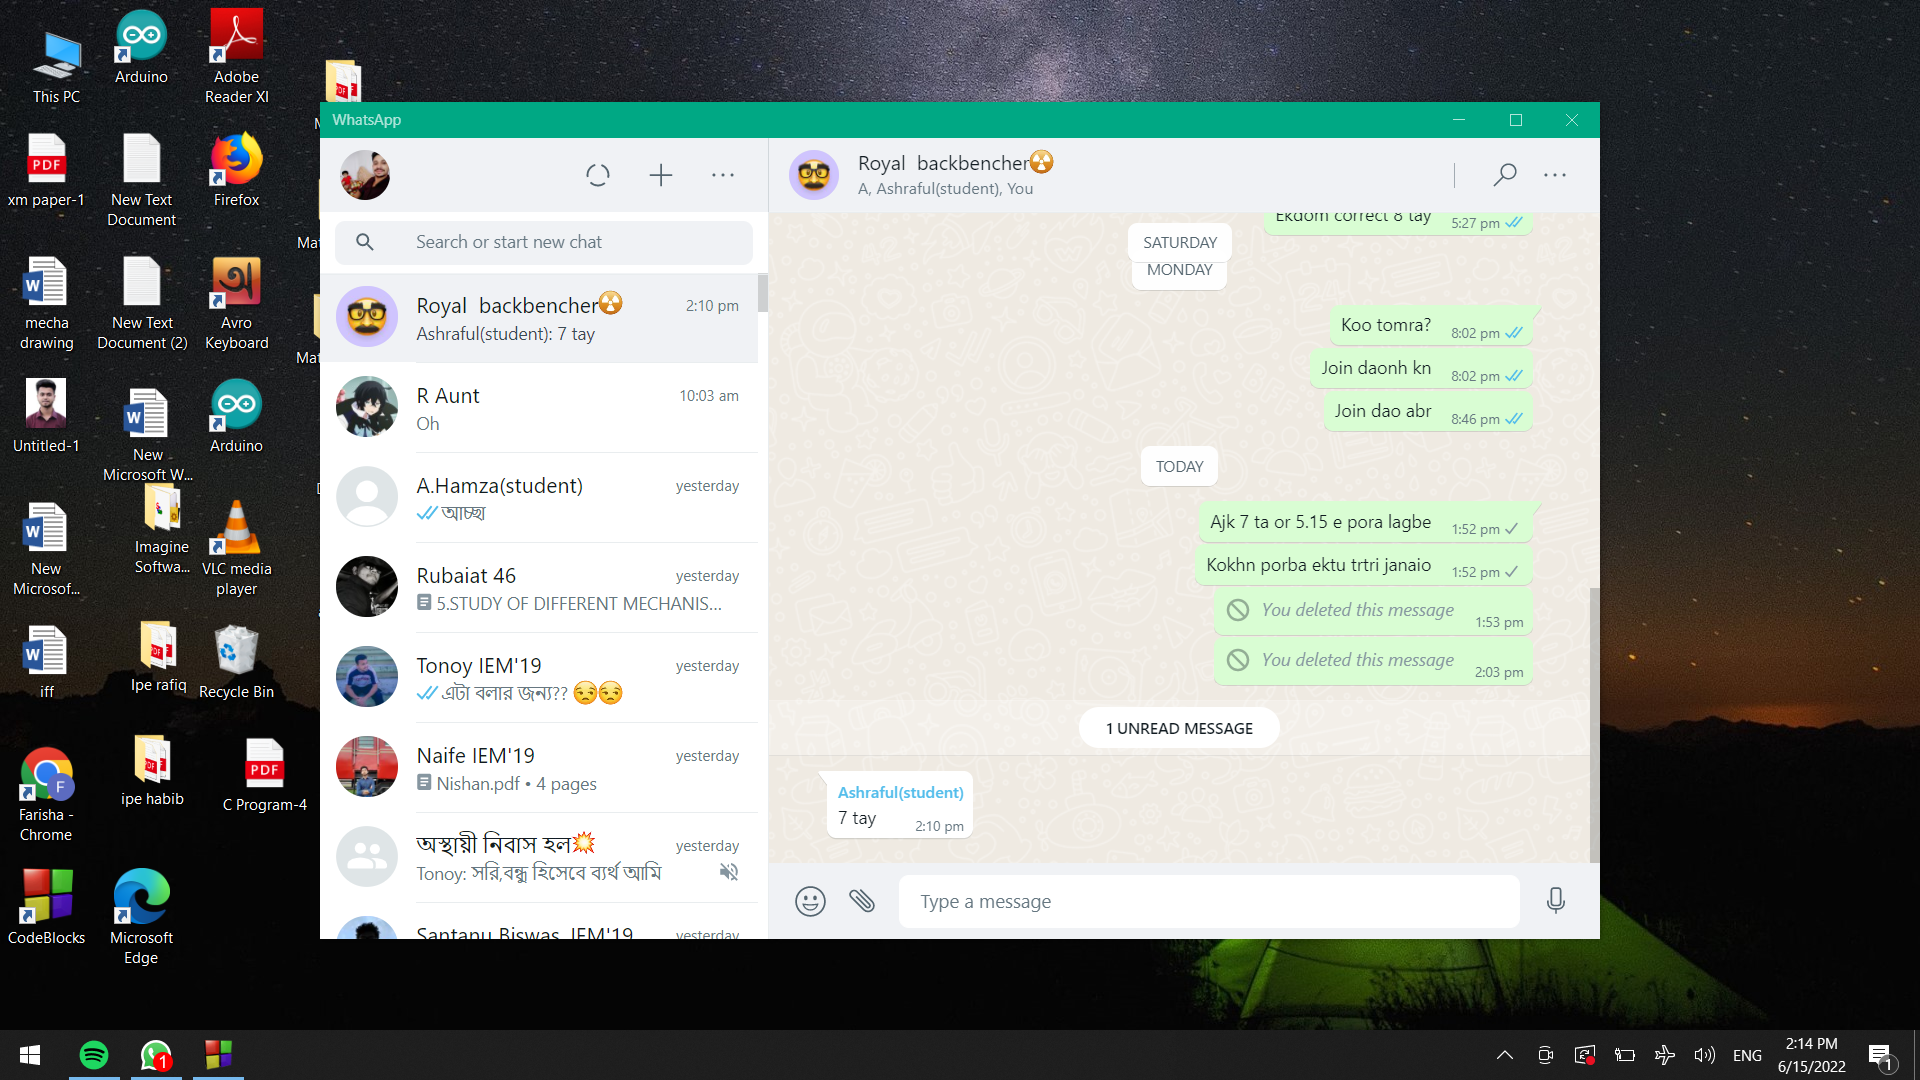 This PC
Arduino
Adobe
Reader XI
xm paper-1
New Text
Document
Firefox
mecha
drawing
New Text
Document (2)
Avro
Keyboard
Untitled-1
New
Microsoft W...
Arduino
New
Microsof...
Imagine
Softwa...
VLC media
player
iff
Ipe rafiq
Recycle Bin
Farisha -
Chrome
ipe habib
C Program-4
CodeBlocks
Microsoft
Edge
Mat
Mat
PDF
PDF
WhatsApp
Search or start new chat
Royal backbencher☢
2:10 pm
Ashraful(student): 7 tay
R Aunt
10:03 am
Oh
A.Hamza(student)
yesterday
আচ্ছা
Rubaiat 46
yesterday
5.STUDY OF DIFFERENT MECHANIS...
Tonoy IEM'19
yesterday
এটা বলার জন্য?? 😒😒
Naife IEM'19
yesterday
Nishan.pdf • 4 pages
অস্থায়ী নিবাস হল💥
yesterday
Tonoy: সরি,বন্ধু হিসেবে ব্যর্থ আমি
Santanu Biswas IEM'19
yesterday
Royal backbencher☢
A, Ashraful(student), You
Ekdom correct 8 tay 5:27 pm
SATURDAY
MONDAY
Koo tomra? 8:02 pm
Join daonh kn 8:02 pm
Join dao abr 8:46 pm
TODAY
Ajk 7 ta or 5.15 e pora lagbe 1:52 pm
Kokhn porba ektu trtri janaio 1:52 pm
You deleted this message 1:53 pm
You deleted this message 2:03 pm
1 UNREAD MESSAGE
Ashraful(student)
7 tay 2:10 pm
Type a message
1
ENG
2:14 PM
6/15/2022
1